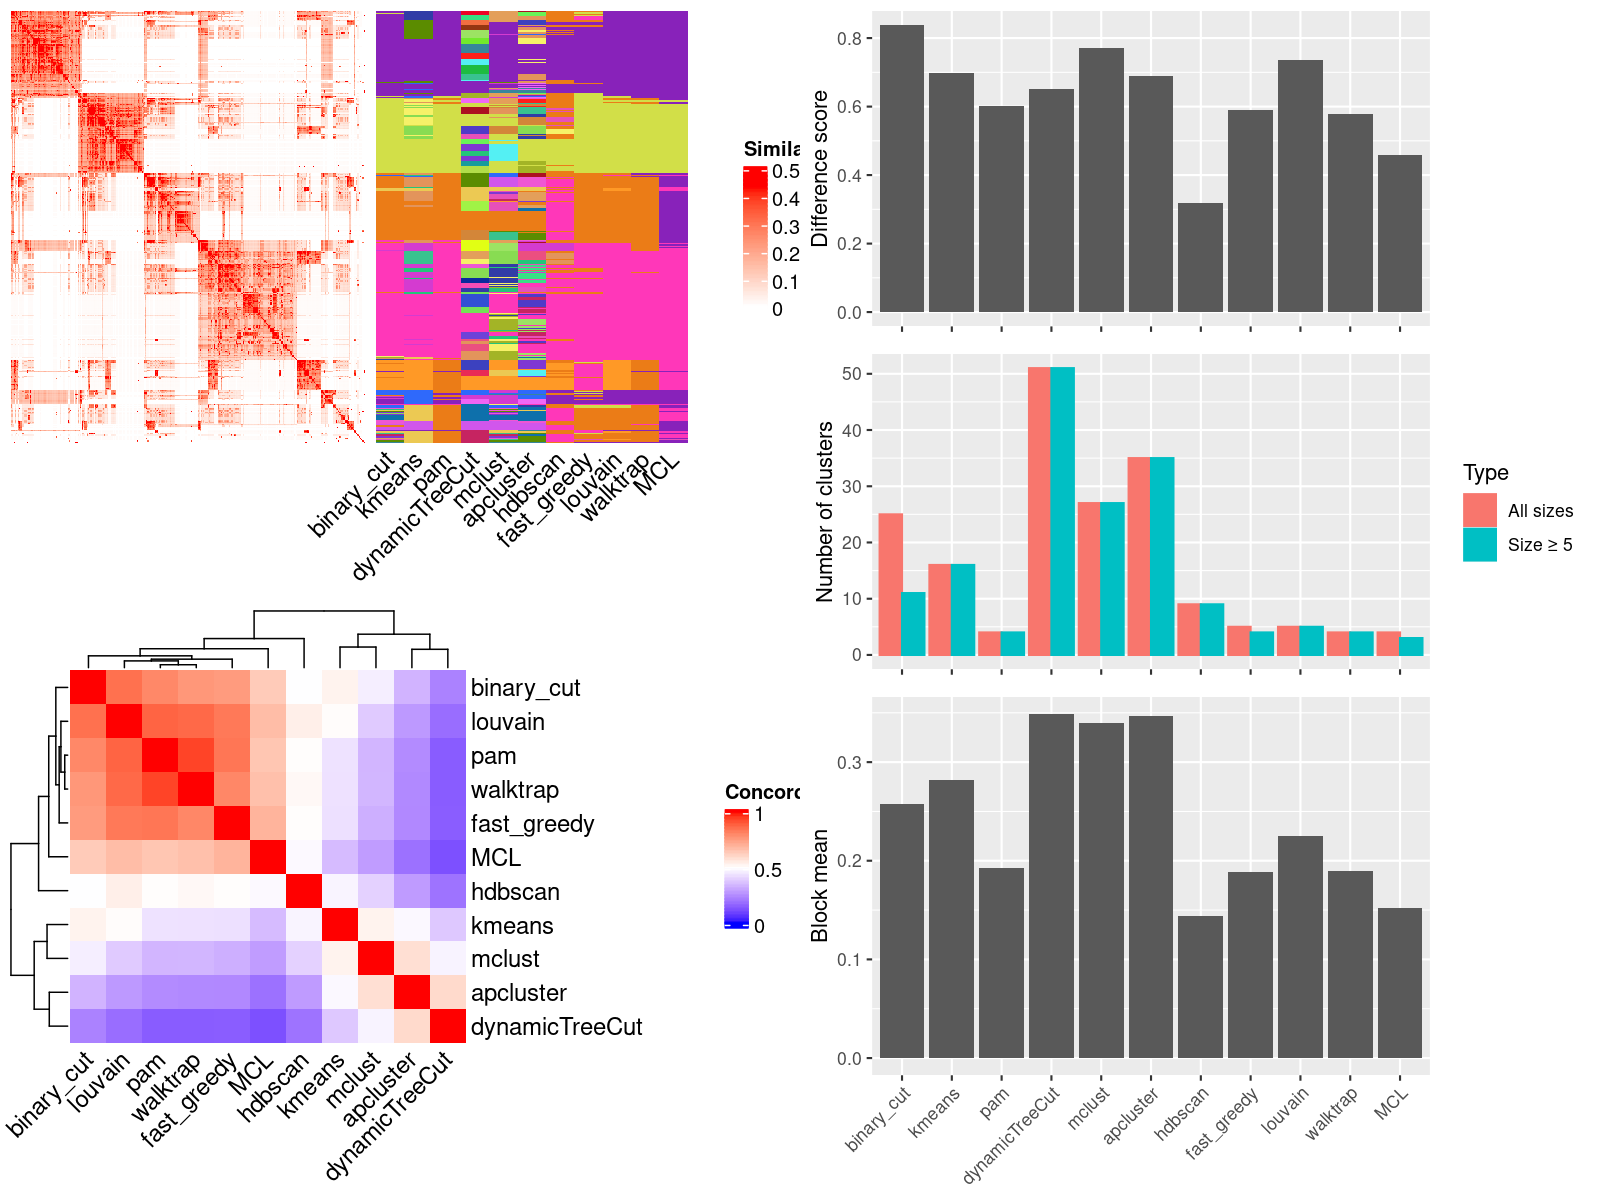 Simila
0.5
0.4
0.3
0.2
0.1
0
binary_cut
kmeans
pam
dynamicTreeCut
mclust
apcluster
hdbscan
fast_greedy
louvain
walktrap
MCL
Difference score
0.8
0.6
0.4
0.2
0.0
Number of clusters
50
40
30
20
10
0
Type
All sizes
Size ≥ 5
binary_cut
louvain
pam
walktrap
fast_greedy
MCL
hdbscan
kmeans
mclust
apcluster
dynamicTreeCut
binary_cut
louvain
pam
walktrap
fast_greedy
MCL
hdbscan
kmeans
mclust
apcluster
dynamicTreeCut
Concorc
1
0.5
0
Block mean
0.3
0.2
0.1
0.0
binary_cut
kmeans
pam
dynamicTreeCut
mclust
apcluster
hdbscan
fast_greedy
louvain
walktrap
MCL